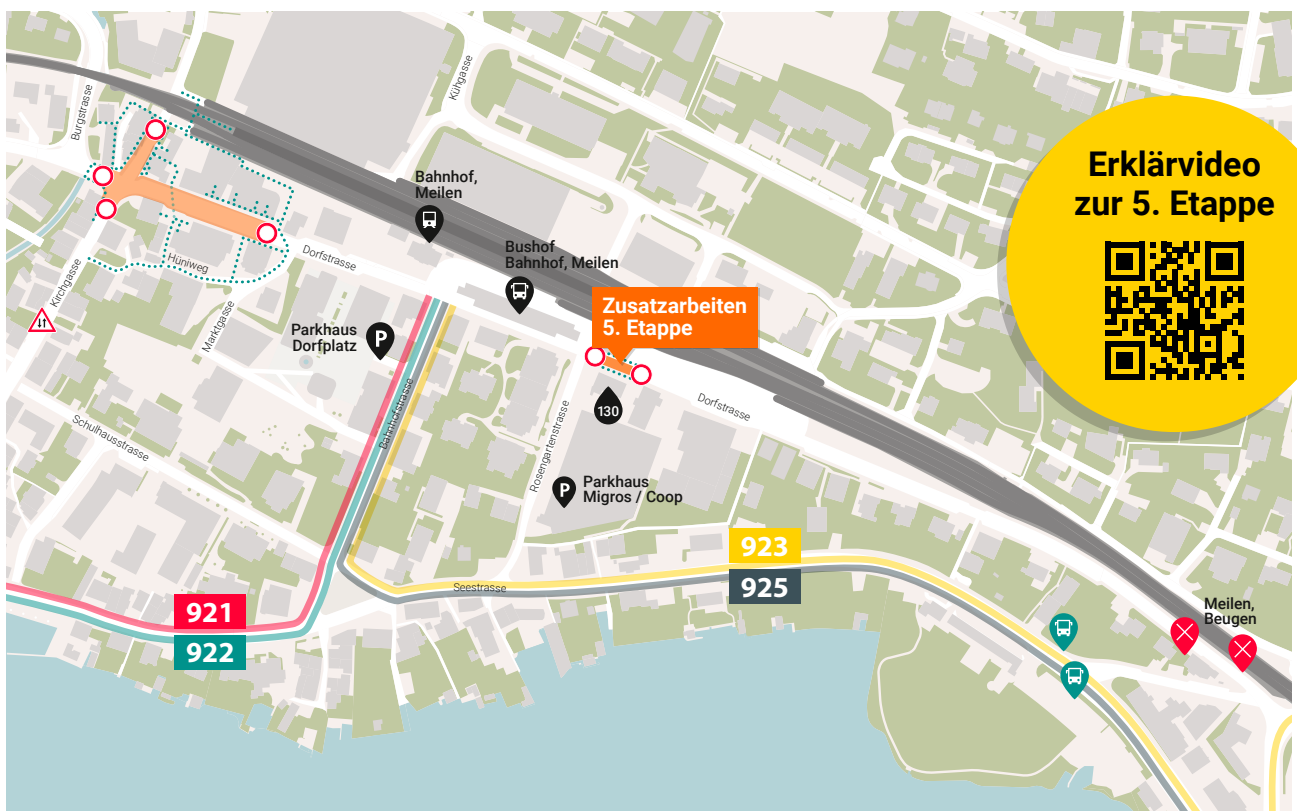 Burgstrasse
Kühgasse
Erklärvideo
zur 5. Etappe
Bahnhof,
Meilen
Bushof
Bahnhof, Meilen
Dorfstrasse
Hüniweg
Kirchgasse
Marktgasse
Zusatzarbeiten
5. Etappe
Parkhaus
Dorfplatz
P
Bahnhofstrasse
130
Dorfstrasse
Schulhausstrasse
Rosengartenstrasse
P
Parkhaus
Migros / Coop
923
925
Seestrasse
921
922
Meilen,
Beugen